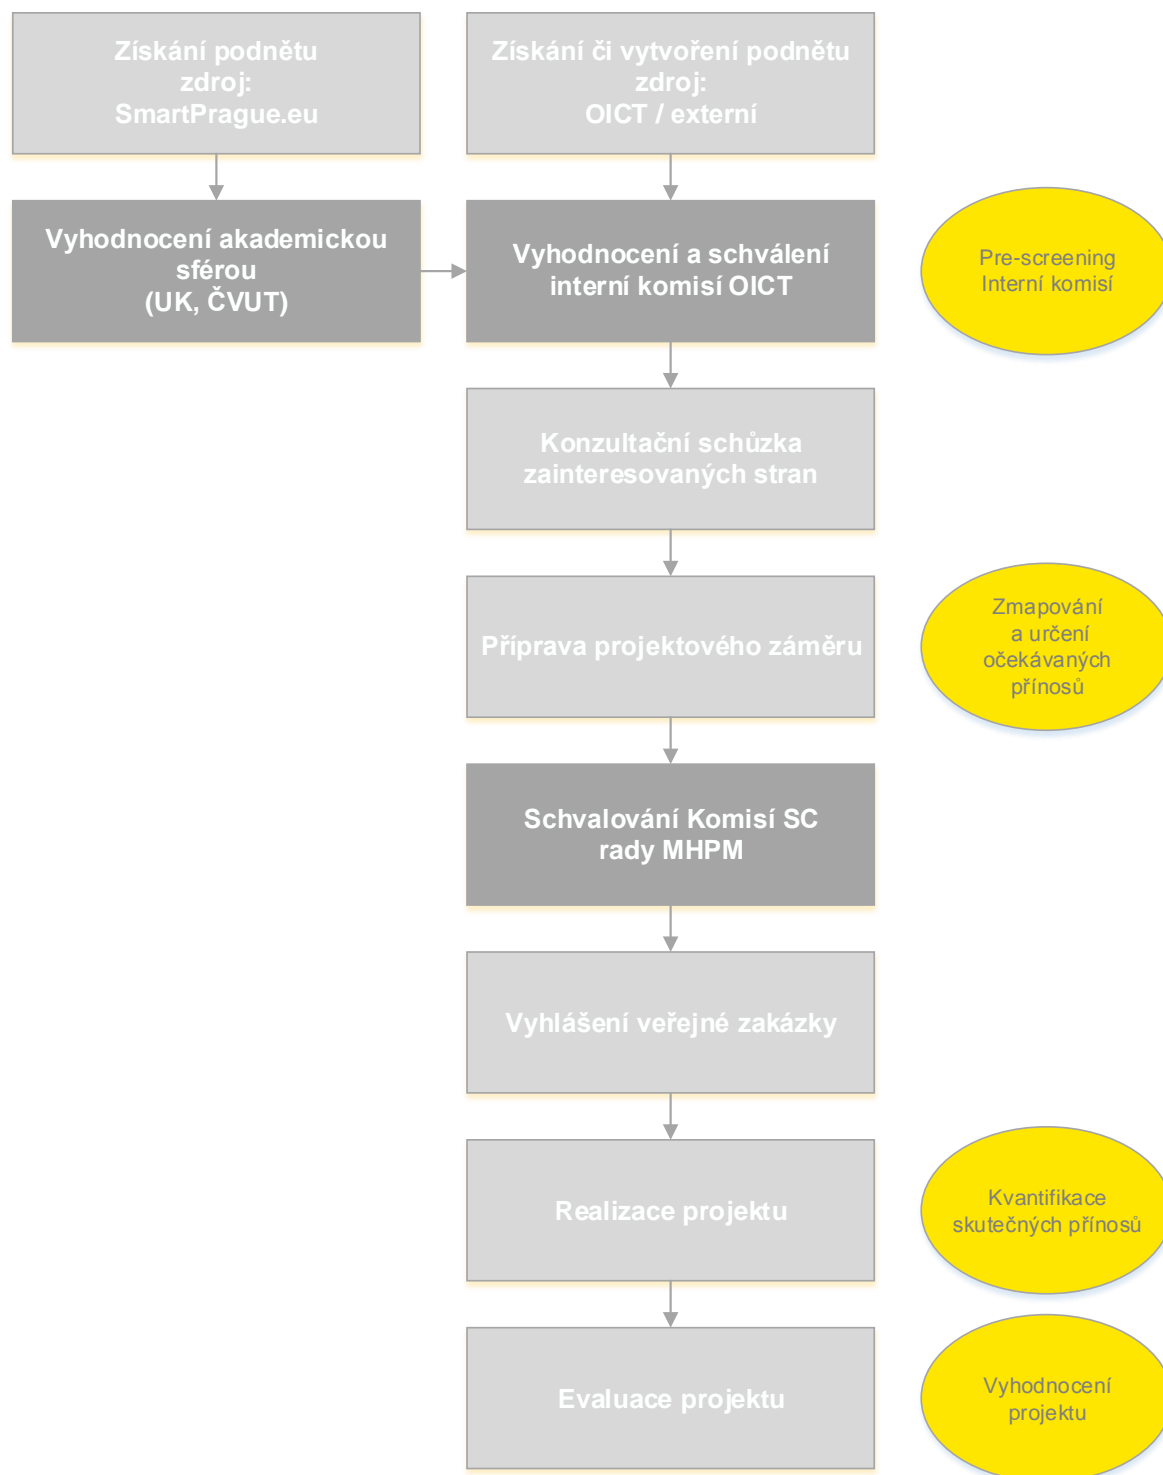 Získání podnětu
zdroj:
SmartPrague.eu
Získání či vytvoření podnětu
zdroj:
OICT / externí
Vyhodnocení akademickou
sférou
(UK, ČVUT)
Vyhodnocení a schválení
interní komisí OICT
Pre-screening
Interní komisí
Konzultační schůzka
zainteresovaných stran
Příprava projektového záměru
Zmapování
a určení
očekávaných
přínosů
Schvalování Komisí SC
rady MHPM
Vyhlášení veřejné zakázky
Realizace projektu
Kvantifikace
skutečných přínosů
Evaluace projektu
Vyhodnocení
projektu